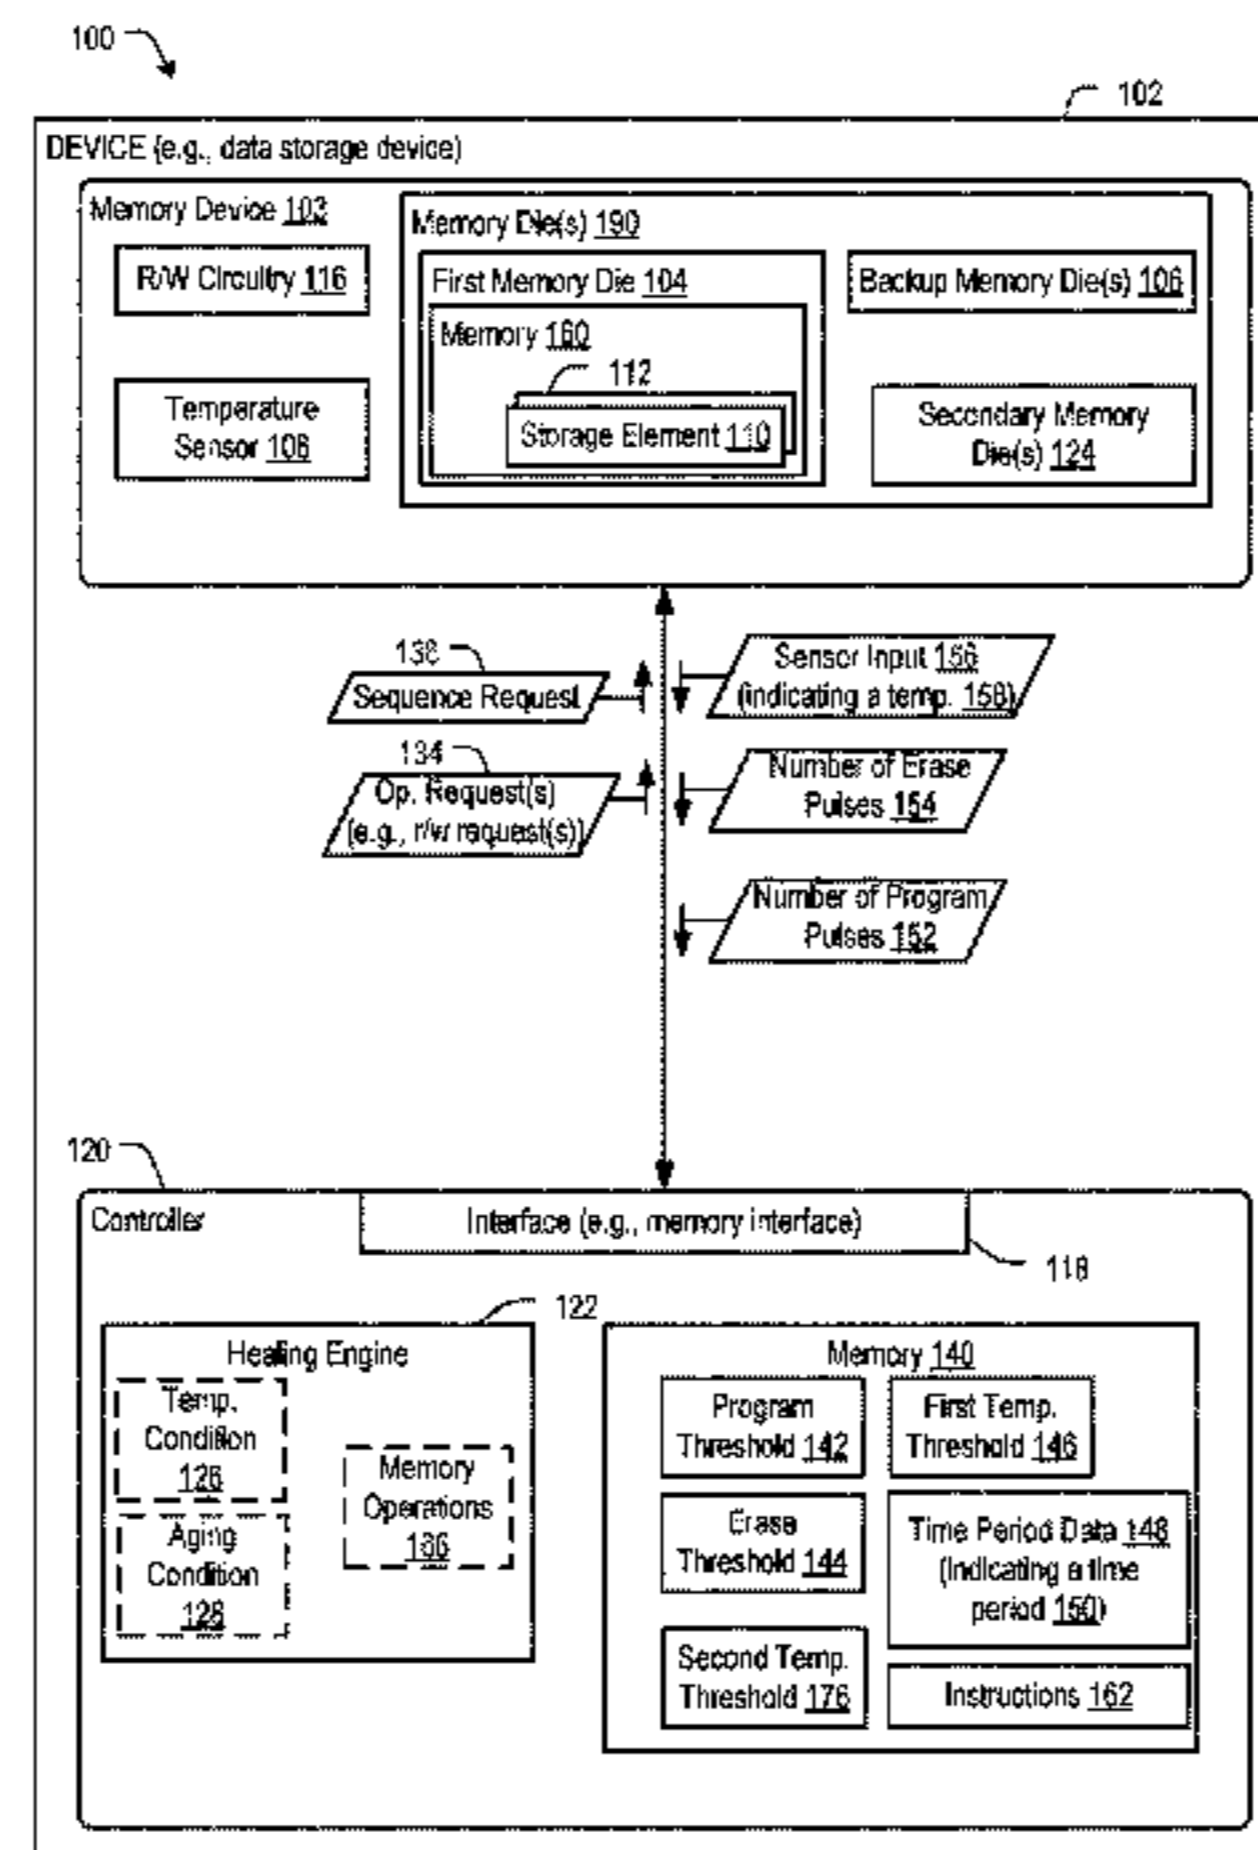 100
102
DEVICE (e.g., data storage device)
Memory Device 103
R/W Circuitry 116
Temperature
Sensor 108
Memory Die(s) 190
First Memory Die 104
Memory 160
112
Storage Element 110
Backup Memory Die(s) 106
Secondary Memory
Die(s) 124
138
Sequence Request
134
Op. Request(s)
(e.g., r/w request(s))
Sensor Input 156
(indicating a temp. 158)
Number of Erase
Pulses 154
Number of Program
Pulses 152
120
Controller
Interface (e.g., memory interface)
118
122
Healing Engine
Temp.
Condition
126
Aging
Condition
128
Memory
Operations
166
Memory 140
Program
Threshold 142
First Temp.
Threshold 146
Erase
Threshold 144
Time Period Data 148
(Indicating a time
period 150)
Second Temp.
Threshold 176
Instructions 162